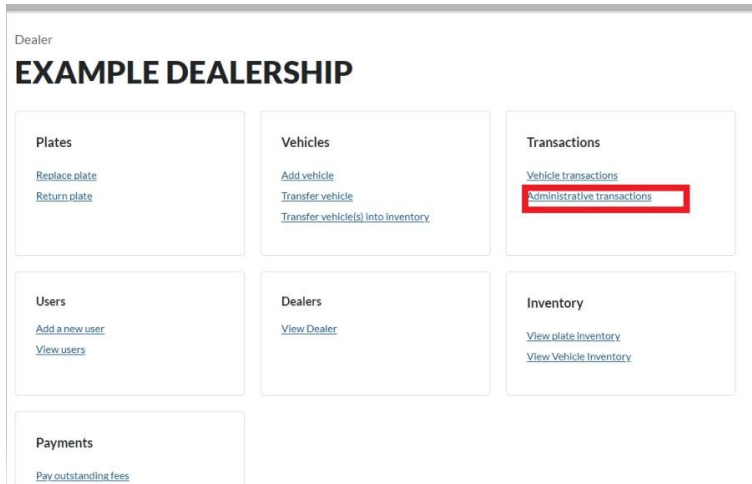 Dealer
EXAMPLE DEALERSHIP
Plates
Replace plate
Return plate
Vehicles
Add vehicle
Transfer vehicle
Transfer vehicle(s) into inventory
Transactions
Vehicle transactions
Administrative transactions
Users
Add a new user
View users
Dealers
View Dealer
Inventory
View plate inventory
View Vehicle Inventory
Payments
Pay outstanding fees